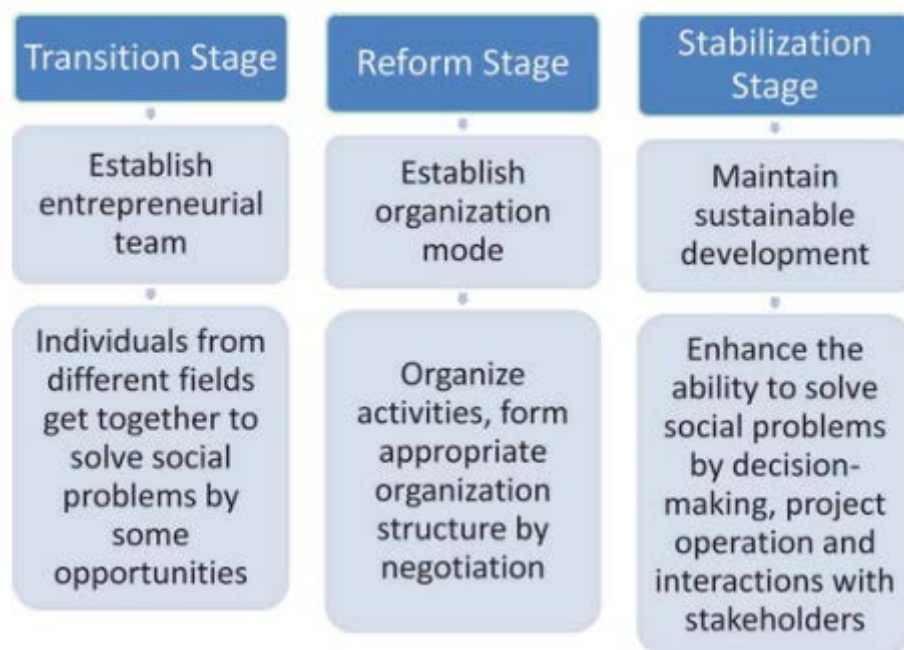 Transition Stage
Establish
entrepreneurial
team
Individuals from
different fields
get together to
solve social
problems by
some
opportunities
Reform Stage
Establish
organization
mode
Organize
activities, form
appropriate
organization
structure by
negotiation
Stabilization
Stage
Maintain
sustainable
development
Enhance the
ability to solve
social problems
by decision-
making, project
operation and
interactions with
stakeholders